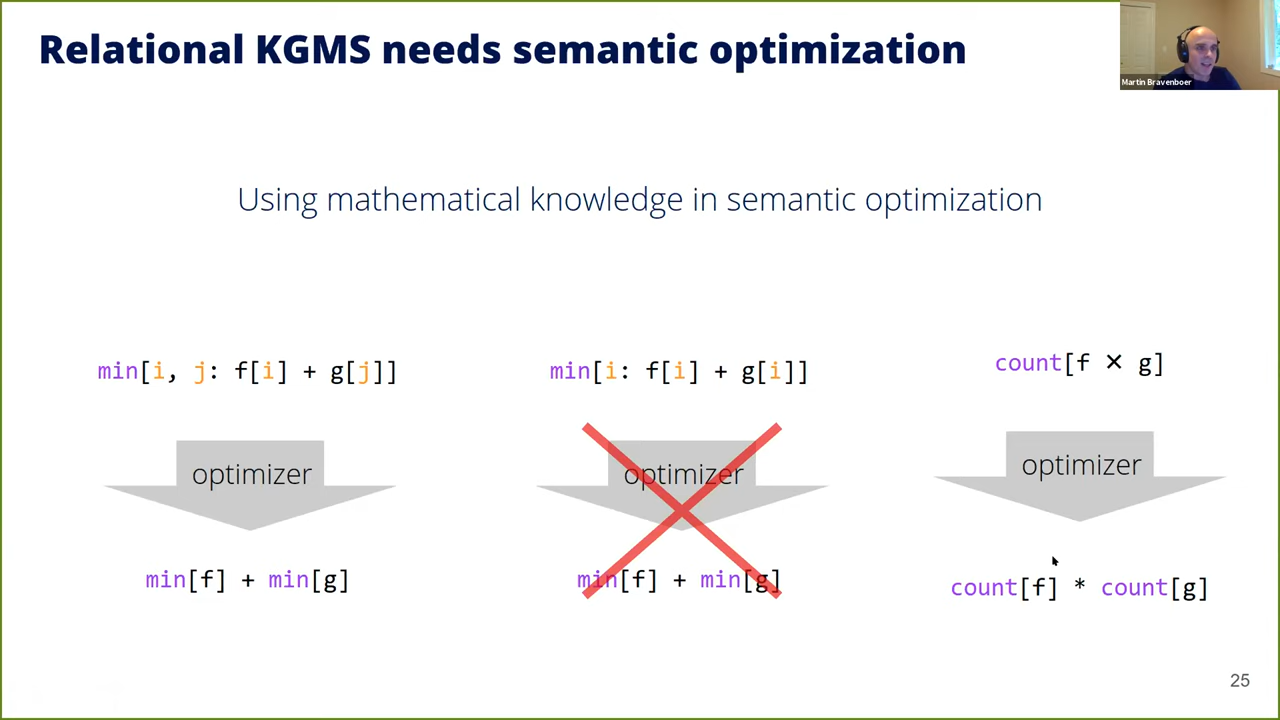 Relational KGMS needs semantic optimization
Martin Bravenboer
Using mathematical knowledge in semantic optimization
min[i, j: f[i] + g[j]]
min[i: f[i] + g[i]]
count[f × g]
optimizer
optimizer
optimizer
min[f] + min[g]
min[f] + min[g]
count[f] * count[g]
25